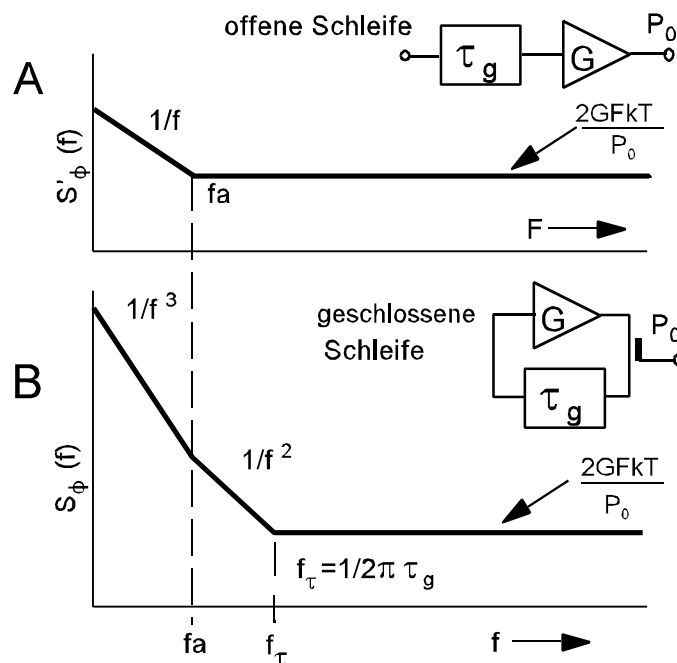 offene Schleife
τg
G
P0
A
1/f
2GFkT
P0
S'ϕ (f)
fa
F
1/f 3
geschlossene
Schleife
G
P0
τg
B
1/f 2
2GFkT
P0
Sϕ (f)
fτ =1/2π τg
fa
fτ
f